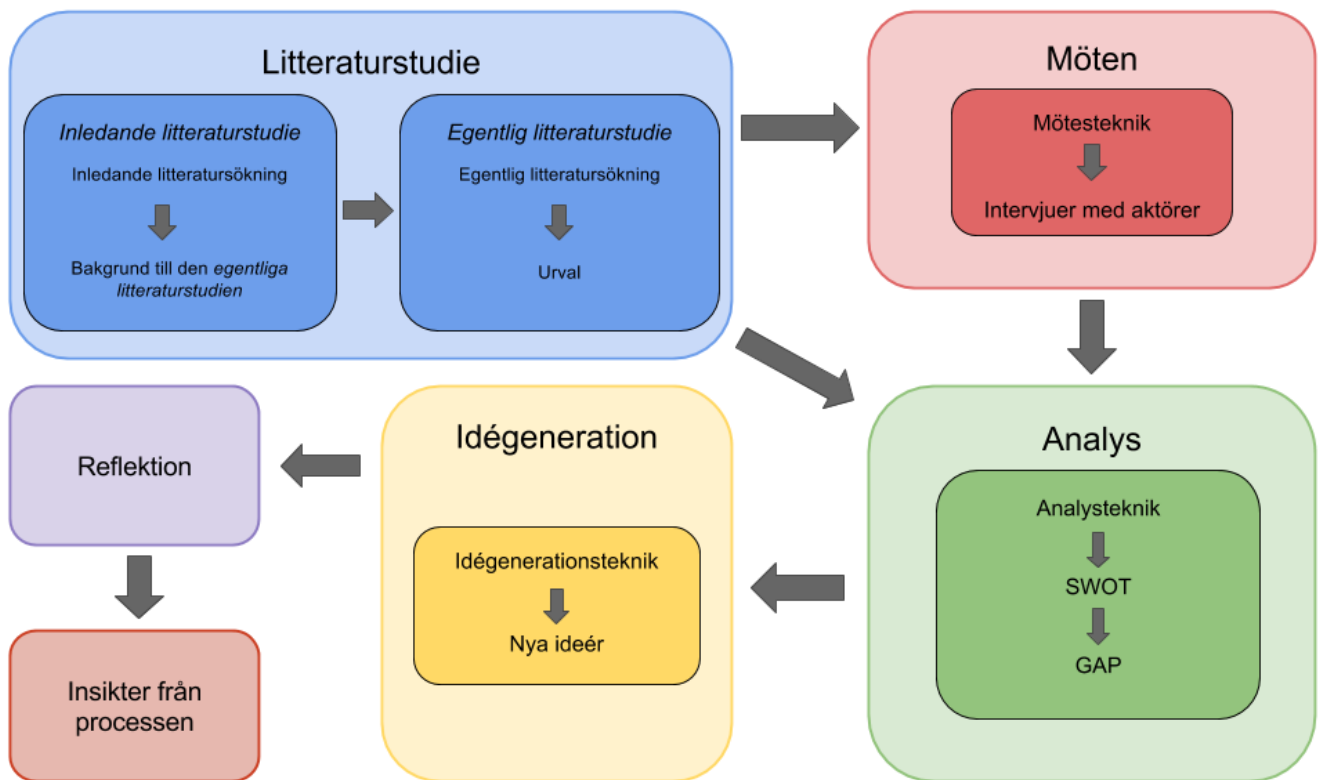 Litteraturstudie
Inledande litteraturstudie
Inledande litteratursökning
Bakgrund till den egentliga
litteraturstudien
Egentlig litteraturstudie
Egentlig litteratursökning
Urval
Möten
Mötesteknik
Intervjuer med aktörer
Analys
Analysteknik
SWOT
GAP
Idégeneration
Idégenerationsteknik
Nya ideér
Reflektion
Insikter från
processen